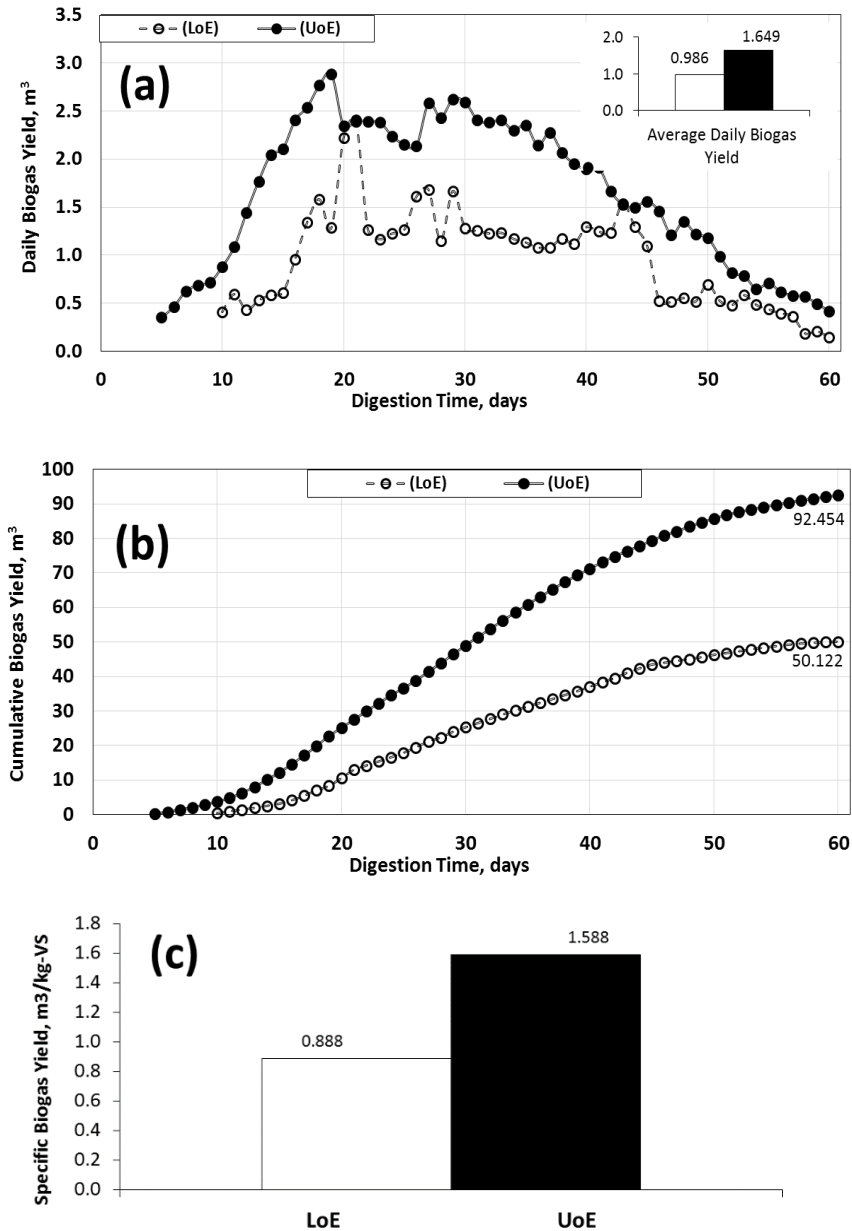 (LoE) (UoE)
(a)
Daily Biogas Yield, m³
3.5
3.0
2.5
2.0
1.5
1.0
0.5
0.0
0 10 20 30 40 50 60
Digestion Time, days
2.0
1.0
0.0
0.986
1.649
Average Daily Biogas
Yield
(LoE) (UoE)
(b)
Cumulative Biogas Yield, m³
100
90
80
70
60
50
40
30
20
10
0
92.454
50.122
0 10 20 30 40 50 60
Digestion Time, days
(c)
Specific Biogas Yield, m3/kg-VS
1.8
1.6
1.4
1.2
1.0
0.8
0.6
0.4
0.2
0.0
0.888
1.588
LoE UoE